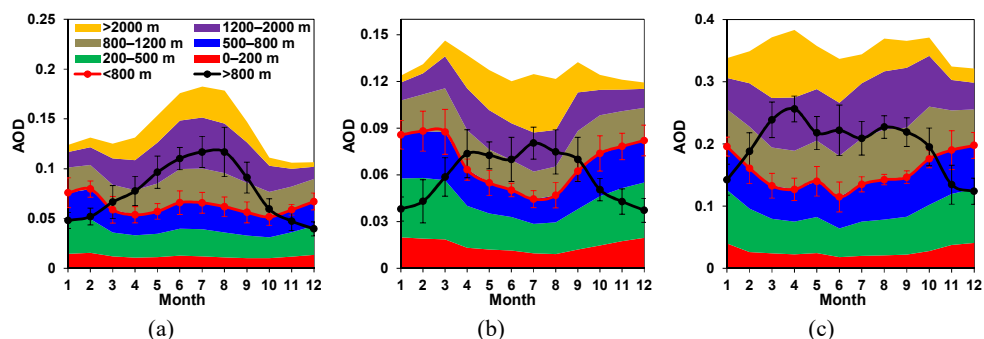 0.25
0.2
0.15
0.1
0.05
0
AOD
>2000 m
1200–2000 m
800–1200 m
500–800 m
200–500 m
0–200 m
<800 m
>800 m
1 2 3 4 5 6 7 8 9 10 11 12
Month
(a)
0.15
0.12
0.09
0.06
0.03
0
AOD
1 2 3 4 5 6 7 8 9 10 11 12
Month
(b)
0.4
0.3
0.2
0.1
0
AOD
1 2 3 4 5 6 7 8 9 10 11 12
Month
(c)